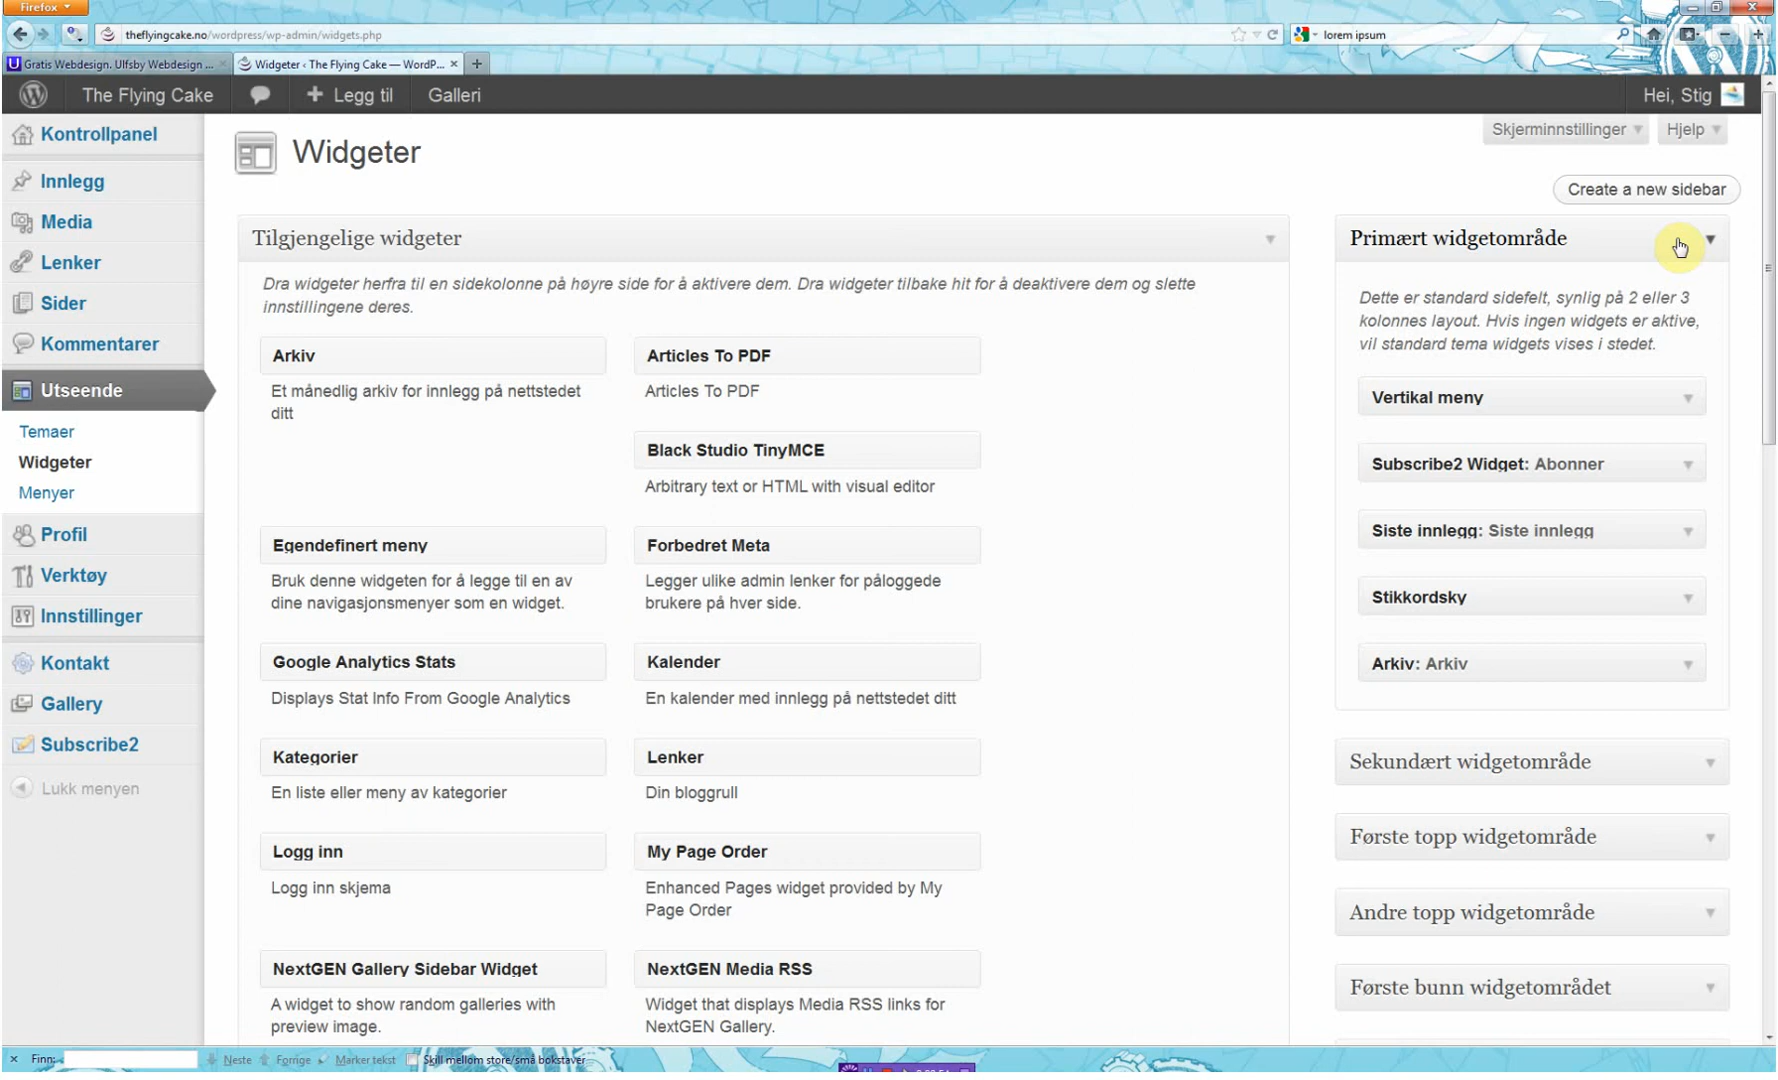 Firefox
theflyingcake.no/wordpress/wp-admin/widgets.php
lorem ipsum
Gratis Webdesign. Ulfsby Webdesign ...
Widgeter ‹ The Flying Cake — WordP...
The Flying Cake
Legg til
Galleri
Hei, Stig
Kontrollpanel
Innlegg
Media
Lenker
Sider
Kommentarer
Utseende
Temaer
Widgeter
Menyer
Profil
Verktøy
Innstillinger
Kontakt
Gallery
Subscribe2
Lukk menyen
Skjerminnstillinger
Hjelp
Widgeter
Create a new sidebar
Tilgjengelige widgeter
Dra widgeter herfra til en sidekolonne på høyre side for å aktivere dem. Dra widgeter tilbake hit for å deaktivere dem og slette
innstillingene deres.
Arkiv
Et månedlig arkiv for innlegg på nettstedet
ditt
Articles To PDF
Articles To PDF
Black Studio TinyMCE
Arbitrary text or HTML with visual editor
Egendefinert meny
Bruk denne widgeten for å legge til en av
dine navigasjonsmenyer som en widget.
Forbedret Meta
Legger ulike admin lenker for påloggede
brukere på hver side.
Google Analytics Stats
Displays Stat Info From Google Analytics
Kalender
En kalender med innlegg på nettstedet ditt
Kategorier
En liste eller meny av kategorier
Lenker
Din bloggrull
Logg inn
Logg inn skjema
My Page Order
Enhanced Pages widget provided by My
Page Order
NextGEN Gallery Sidebar Widget
A widget to show random galleries with
preview image.
NextGEN Media RSS
Widget that displays Media RSS links for
NextGEN Gallery.
Primært widgetområde
Dette er standard sidefelt, synlig på 2 eller 3
kolonnes layout. Hvis ingen widgets er aktive,
vil standard tema widgets vises i stedet.
Vertikal meny
Subscribe2 Widget: Abonner
Siste innlegg: Siste innlegg
Stikkordsky
Arkiv: Arkiv
Sekundært widgetområde
Første topp widgetområde
Andre topp widgetområde
Første bunn widgetområdet
Finn:
Neste
Forrige
Marker tekst
Skill mellom store/små bokstaver